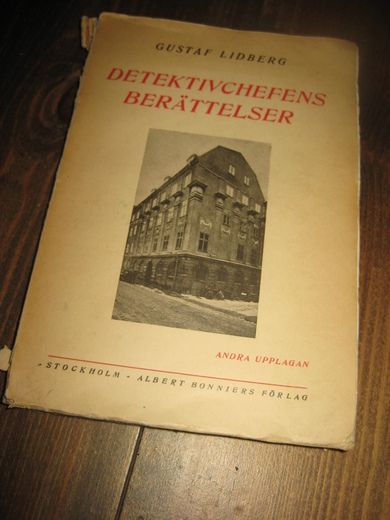 GUSTAF LIDBERG
DETEKTIVCHEFENS
BERÄTTELSER
ANDRA UPPLAGAN
STOCKHOLM - ALBERT BONNIERS FÖRLAG